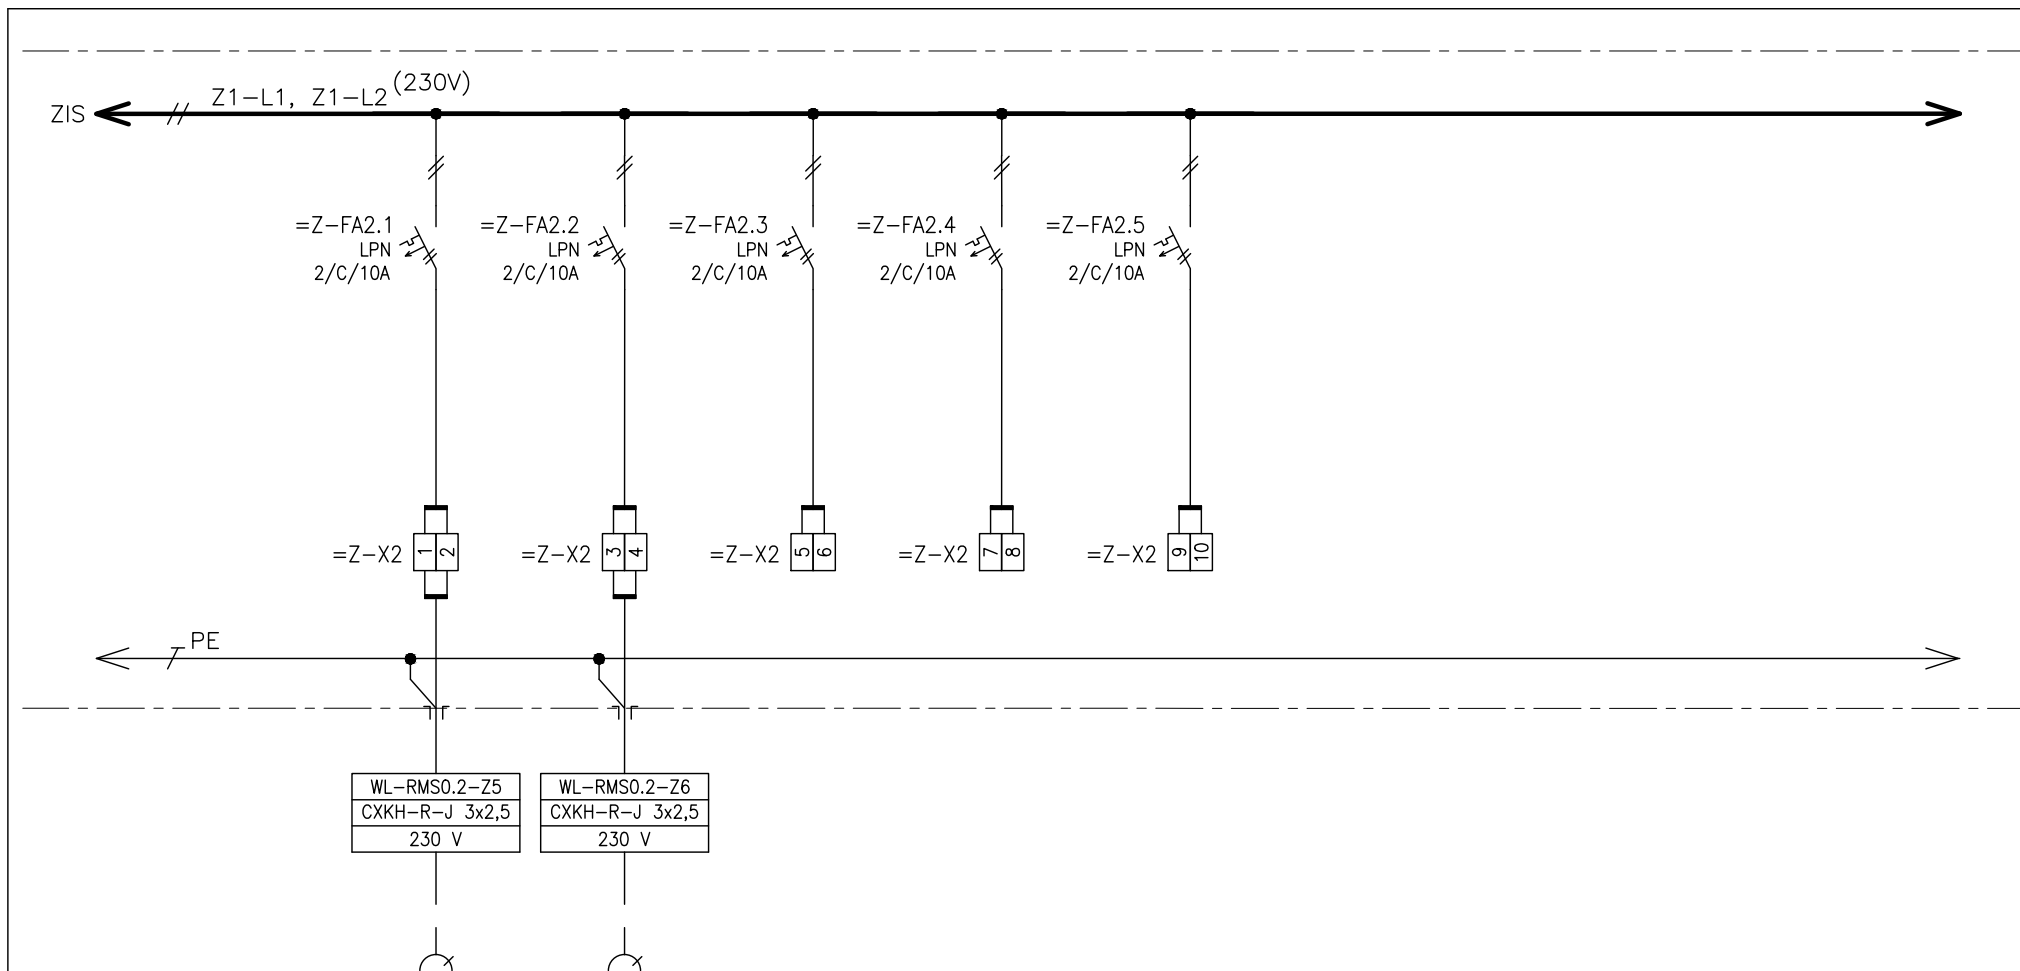 (230V)
Z1-L1, Z1-L2
ZIS
=Z-FA2.1
LPN
2/C/10A
=Z-FA2.2
LPN
2/C/10A
=Z-FA2.3
LPN
2/C/10A
=Z-FA2.4
LPN
2/C/10A
=Z-FA2.5
LPN
2/C/10A
=Z-X2 1 2
=Z-X2 3 4
=Z-X2 5 6
=Z-X2 7 8
=Z-X2 9 10
PE
WL-RMS0.2-Z5
CXKH-R-J 3x2,5
230 V
WL-RMS0.2-Z6
CXKH-R-J 3x2,5
230 V